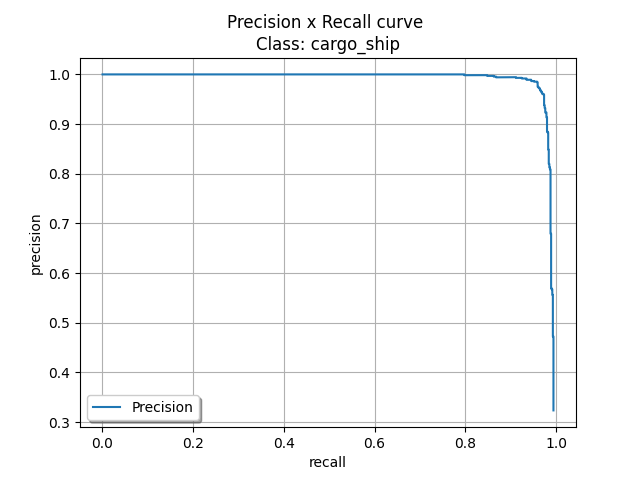 Precision x Recall curve
Class: cargo_ship
precision
1.0
0.9
0.8
0.7
0.6
0.5
0.4
0.3
Precision
0.0 0.2 0.4 0.6 0.8 1.0
recall